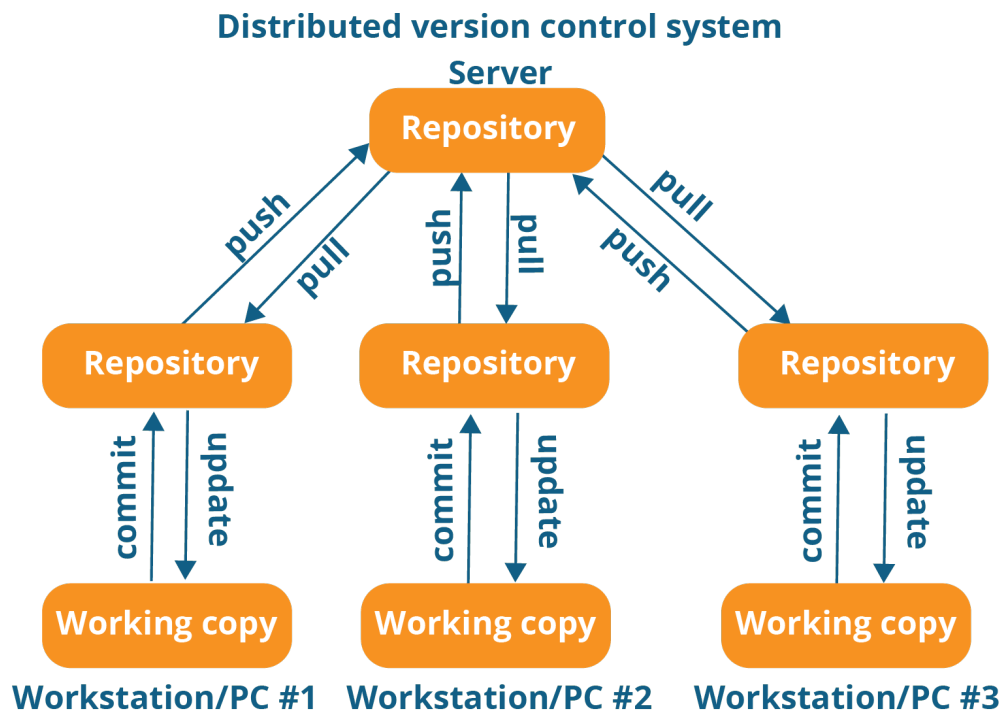 Distributed version control system
Server
Repository
push
pull
push
pull
pull
push
Repository
Repository
Repository
commit
update
commit
update
commit
update
Working copy
Working copy
Working copy
Workstation/PC #1
Workstation/PC #2
Workstation/PC #3